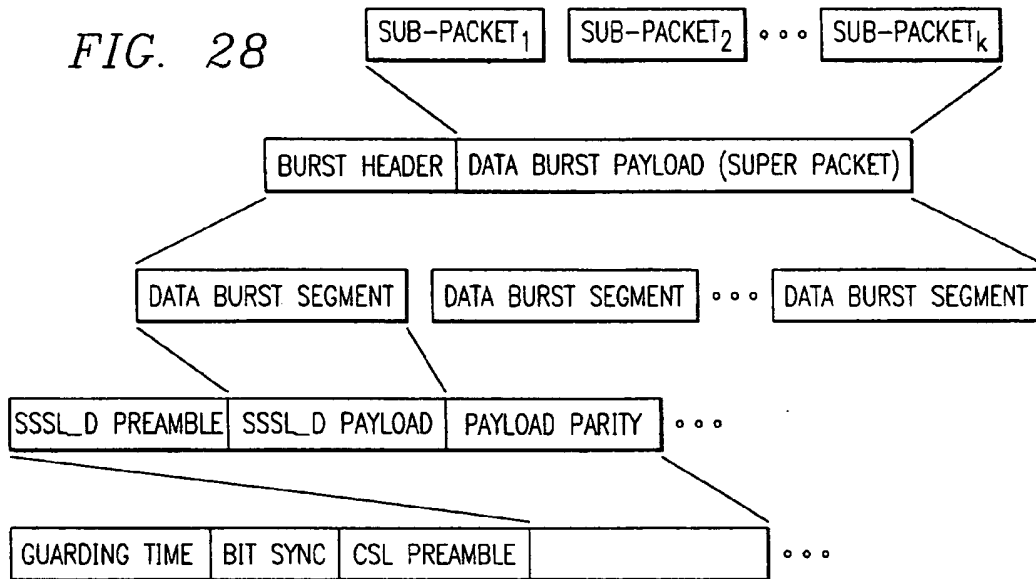 FIG. 28
SUB-PACKET1 SUB-PACKET2 ∘∘∘ SUB-PACKETk
BURST HEADER DATA BURST PAYLOAD (SUPER PACKET)
DATA BURST SEGMENT DATA BURST SEGMENT ∘∘∘ DATA BURST SEGMENT
SSSL_D PREAMBLE SSSL_D PAYLOAD PAYLOAD PARITY ∘∘∘
GUARDING TIME BIT SYNC CSL PREAMBLE ∘∘∘